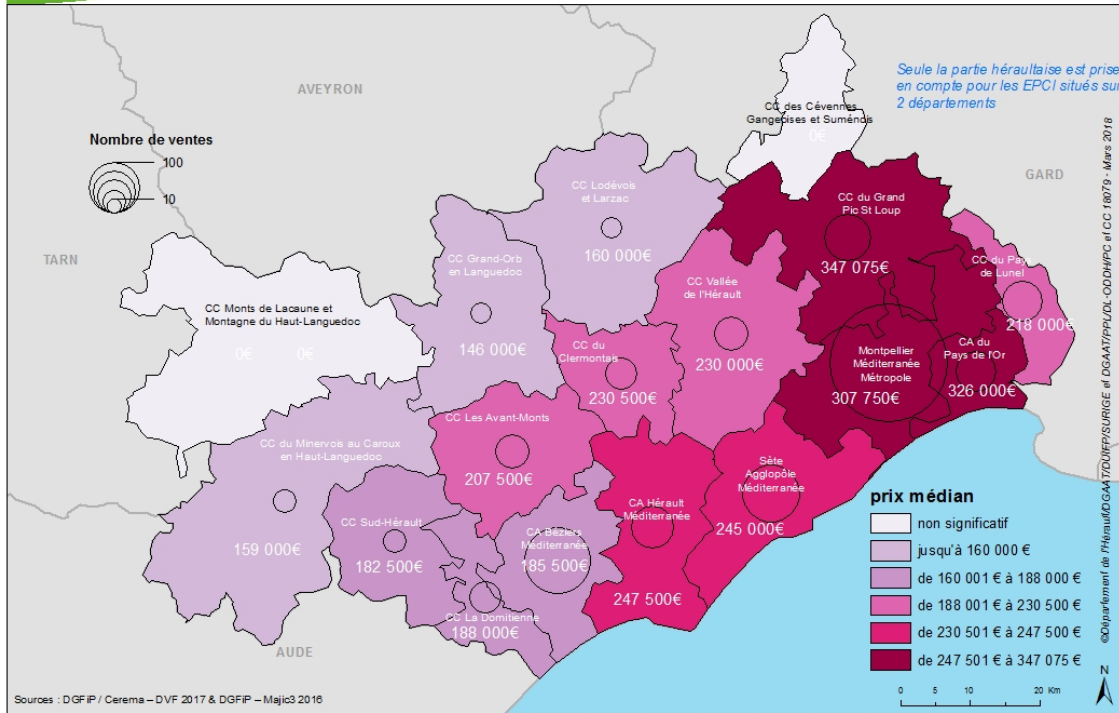 Seule la partie héraultaise est prise
en compte pour les EPCI situés sur
2 départements
AVEYRON
CC des Cévennes
Gangeoises et Suménois
0€
Nombre de ventes
100
10
GARD
TARN
CC Lodévois
et Larzac
160 000€
CC du Grand
Pic St Loup
347 075€
CC Grand-Orb
en Languedoc
146 000€
CC Vallée
de l'Hérault
230 000€
CC du Pays
de Lunel
218 000€
CC Monts de Lacaune et
Montagne du Haut-Languedoc
0€ 0€
CC du
Clermontais
230 500€
Montpellier
Méditerranée
Métropole
307 750€
CA du
Pays de l'Or
326 000€
CC Les Avant-Monts
207 500€
CC du Minervois au Caroux
en Haut-Languedoc
159 000€
Sète
Agglopôle
Méditerranée
245 000€
CA Hérault
Méditerranée
247 500€
CC Sud-Hérault
182 500€
CA Béziers
Méditerranée
185 500€
CC La Domitienne
188 000€
AUDE
prix médian
non significatif
jusqu'à 160 000 €
de 160 001 € à 188 000 €
de 188 001 € à 230 500 €
de 230 501 € à 247 500 €
de 247 501 € à 347 075 €
0 5 10 20 Km
N
Sources : DGFiP / Cerema – DVF 2017 & DGFiP – Majic3 2016
©Département de l'Hérault/DGAAT/